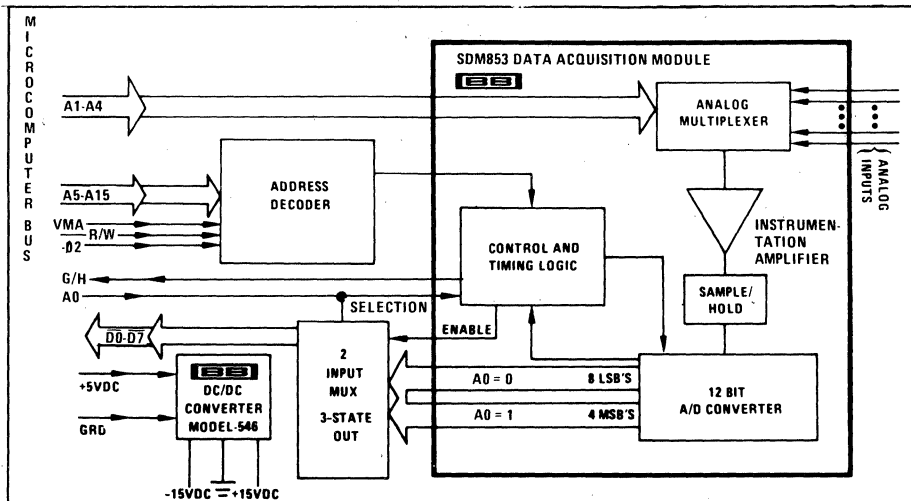 MICROCOMPUTER BUS
SDM853 DATA ACQUISITION MODULE
BB
A1-A4
ANALOG
MULTIPLEXER
ANALOG
INPUTS
A5-A15
ADDRESS
DECODER
VMA
R/W
-Ø2
CONTROL AND
TIMING LOGIC
INSTRUMEN-
TATION
AMPLIFIER
G/H
A0
SELECTION
SAMPLE/
HOLD
ENABLE
D0-D7
2
INPUT
MUX
3-STATE
OUT
A0 = 0
8 LSB'S
A0 = 1
4 MSB'S
12 BIT
A/D CONVERTER
+5VDC
GRD
BB
DC/DC
CONVERTER
MODEL-546
-15VDC
+15VDC